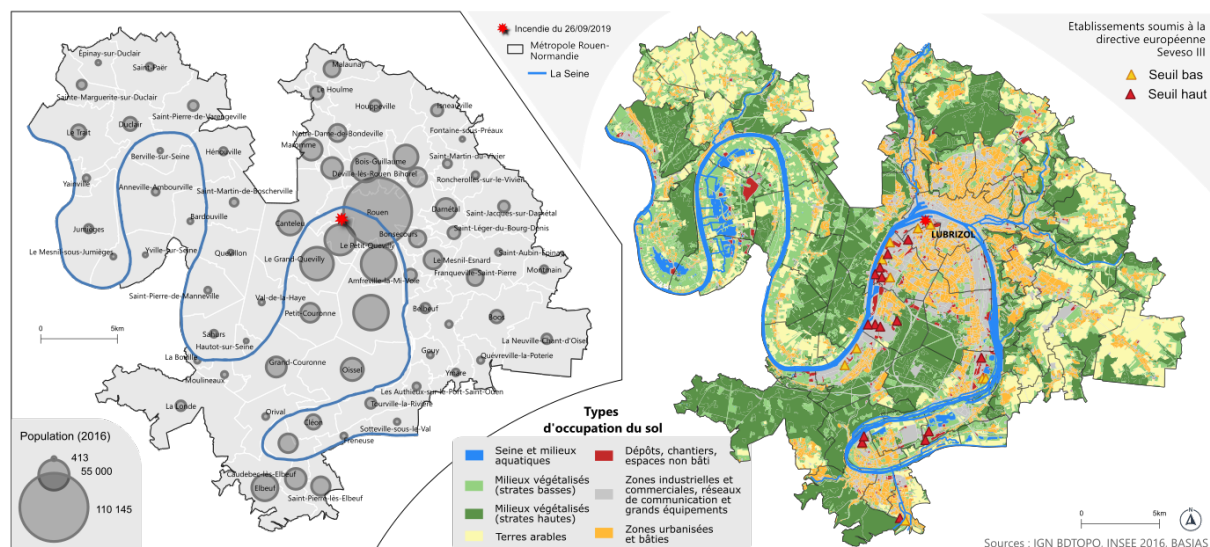 Incendie du 26/09/2019
Métropole Rouen-
Normandie
La Seine
Etablissements soumis à la
directive européenne
Seveso III
Seuil bas
Seuil haut
Épinay-sur-Duclair
Saint-Paër
Sainte-Marguerite-sur-Duclair
Saint-Pierre-de-Varengeville
Le Trait
Duclair
Berville-sur-Seine
Hénouville
Yainville
Anneville-Ambourville
Saint-Martin-de-Boscherville
Bardouville
Jumièges
Le Mesnil-sous-Jumièges
Yville-sur-Seine
Quevillon
Saint-Pierre-de-Manneville
Val-de-la-Haye
Sahurs
Hautot-sur-Seine
La Bouille
Moulineaux
La Londe
Malaunay
Le Houlme
Houppeville
Isneauville
Notre-Dame-de-Bondeville
Fontaine-sous-Préaux
Maromme
Bois-Guillaume
Saint-Martin-du-Vivier
Déville-lès-Rouen
Bihorel
Roncherolles-sur-le-Vivier
Rouen
Darnétal
Saint-Jacques-sur-Darnétal
Canteleu
Saint-Léger-du-Bourg-Denis
Le Petit-Quevilly
Bonsecours
Saint-Aubin-Epinay
Le Grand-Quevilly
Le Mesnil-Esnard
Franqueville-Saint-Pierre
Montmain
Amfreville-la-Mi-Voie
Petit-Couronne
Belbeuf
Boos
La Neuville-Chant-d'Oisel
Gouy
Quévreville-la-Poterie
Grand-Couronne
Oissel
Ymare
Les Authieux-sur-le-Port-Saint-Ouen
Tourville-la-Rivière
Orival
Cléon
Sotteville-sous-le-Val
Freneuse
Caudebec-lès-Elbeuf
Elbeuf
Saint-Pierre-lès-Elbeuf
0
5km
Population (2016)
413
55 000
110 145
LUBRIZOL
Types
d'occupation du sol
Seine et milieux
aquatiques
Milieux végétalisés
(strates basses)
Milieux végétalisés
(strates hautes)
Terres arables
Dépôts, chantiers,
espaces non bâti
Zones industrielles et
commerciales, réseaux
de communication et
grands équipements
Zones urbanisées
et bâties
0
5km
N
Sources : IGN BDTOPO, INSEE 2016, BASIAS